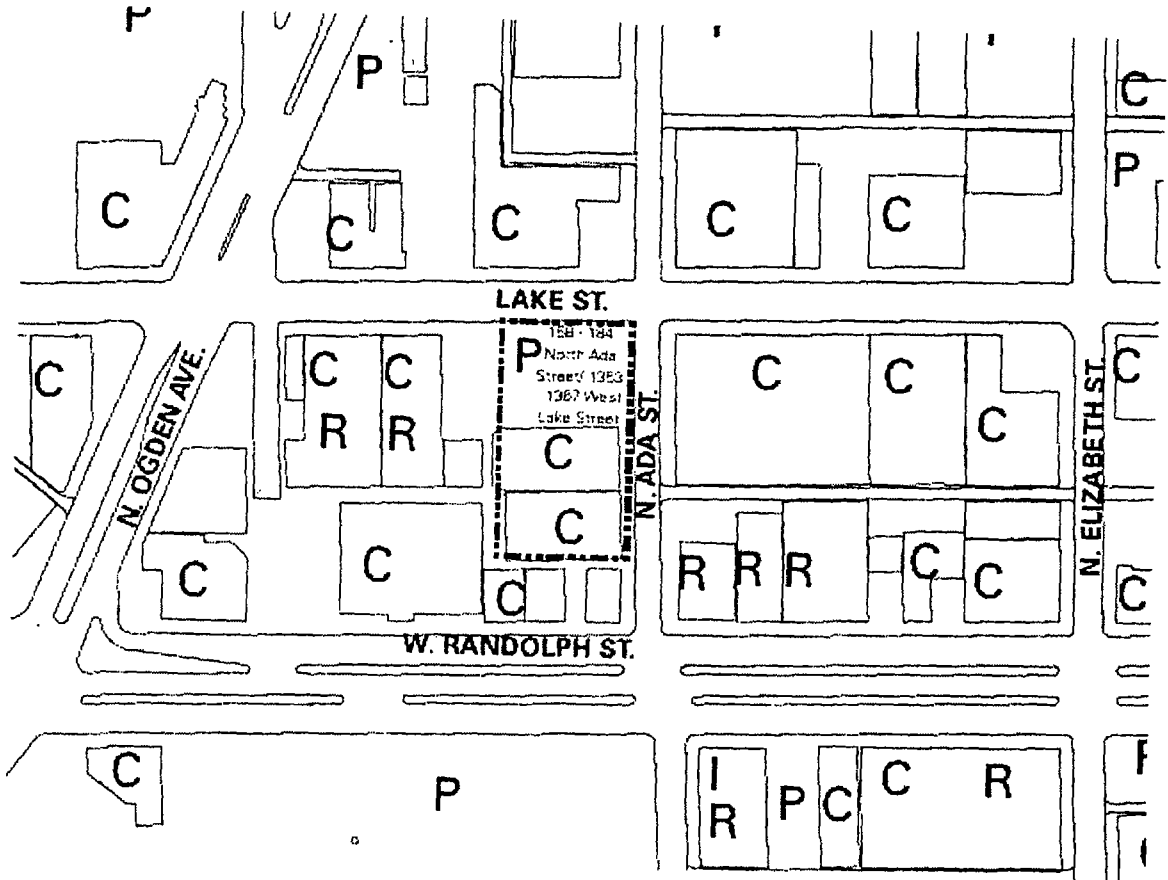 P
P
C
P
C
C
C
C
C
LAKE ST.
158 - 184
P North Ada
Street/ 1353
1367 West
Lake Street
C
C
C
C
C
C
C
C
R
R
C
C
N. OGDEN AVE.
N. ADA ST.
N. ELIZABETH ST.
C
C
C
C
R
R
R
C
C
C
W. RANDOLPH ST.
C
P
I
R
P
C
C
R